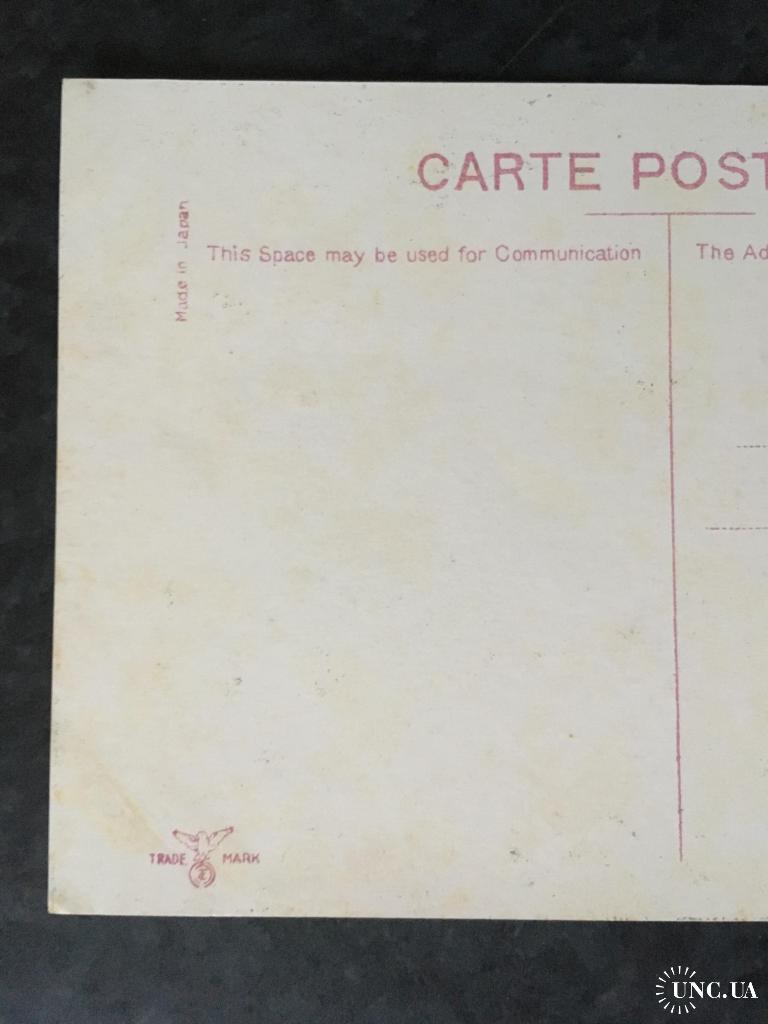 CARTE POST
Made in Japan
This Space may be used for Communication
The Ad
TRADE MARK
UNC.UA